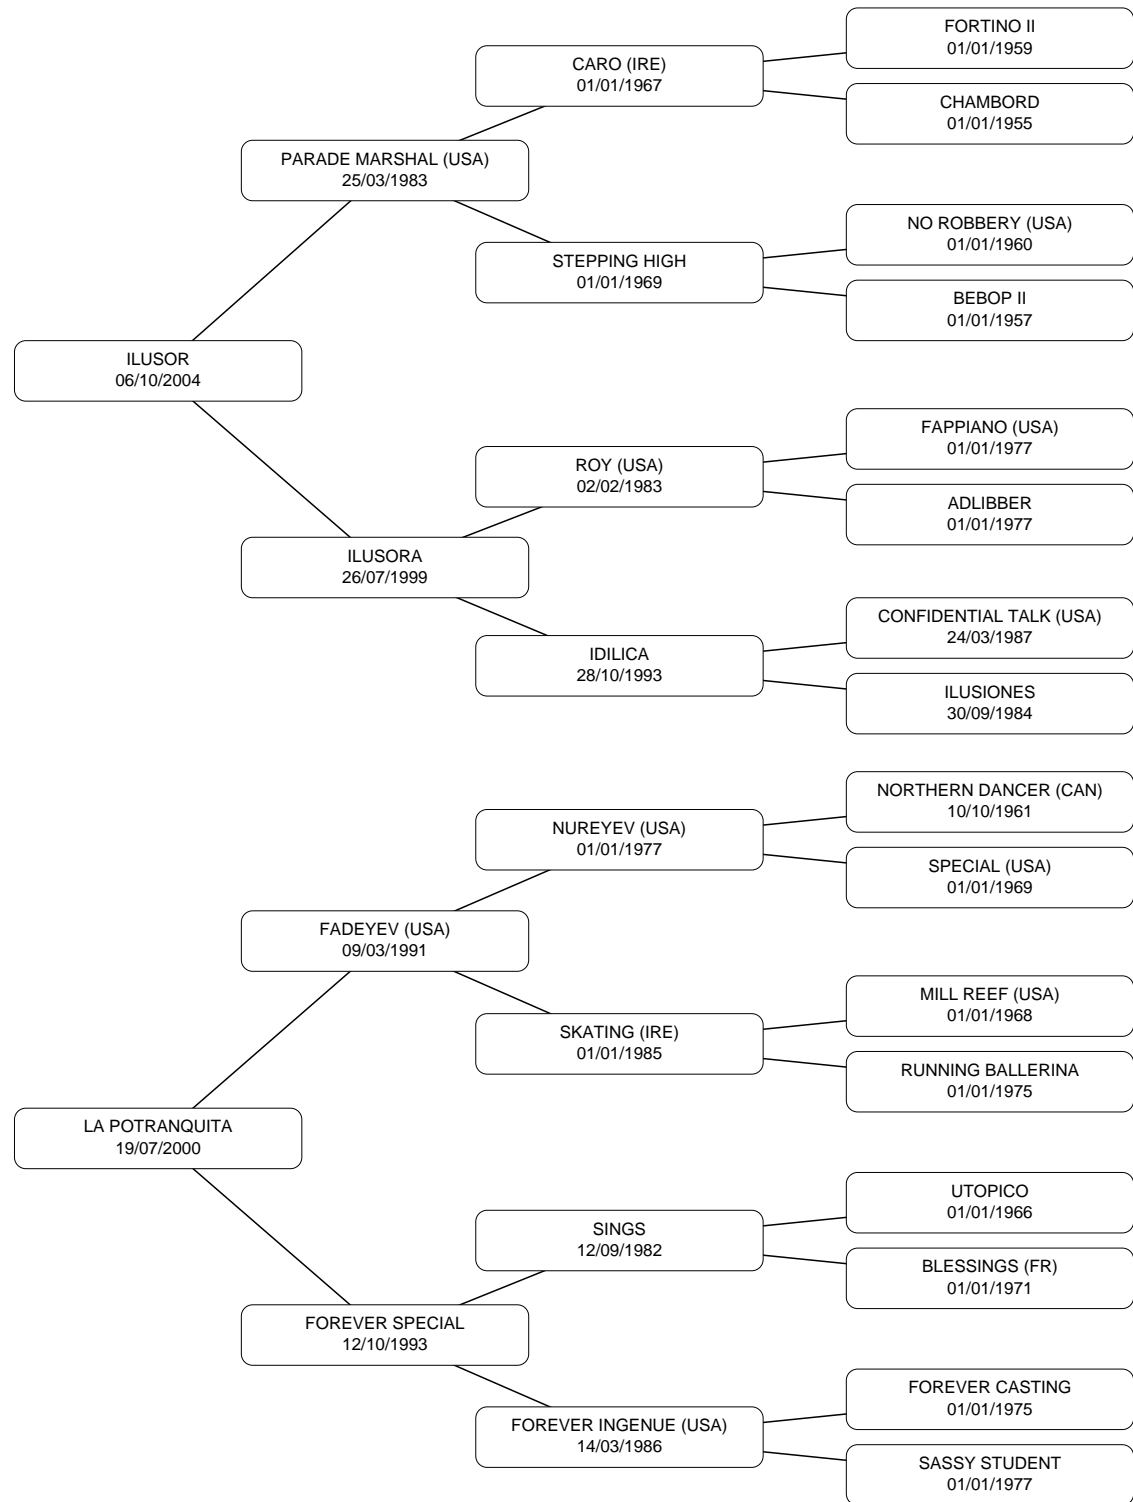 FORTINO II
01/01/1959
CARO (IRE)
01/01/1967
CHAMBORD
01/01/1955
PARADE MARSHAL (USA)
25/03/1983
NO ROBBERY (USA)
01/01/1960
STEPPING HIGH
01/01/1969
BEBOP II
01/01/1957
ILUSOR
06/10/2004
FAPPIANO (USA)
01/01/1977
ROY (USA)
02/02/1983
ADLIBBER
01/01/1977
ILUSORA
26/07/1999
CONFIDENTIAL TALK (USA)
24/03/1987
IDILICA
28/10/1993
ILUSIONES
30/09/1984
NORTHERN DANCER (CAN)
10/10/1961
NUREYEV (USA)
01/01/1977
SPECIAL (USA)
01/01/1969
FADEYEV (USA)
09/03/1991
MILL REEF (USA)
01/01/1968
SKATING (IRE)
01/01/1985
RUNNING BALLERINA
01/01/1975
LA POTRANQUITA
19/07/2000
UTOPICO
01/01/1966
SINGS
12/09/1982
BLESSINGS (FR)
01/01/1971
FOREVER SPECIAL
12/10/1993
FOREVER CASTING
01/01/1975
FOREVER INGENUE (USA)
14/03/1986
SASSY STUDENT
01/01/1977